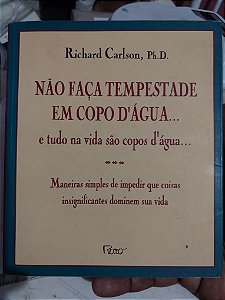 Richard Carlson, Ph.D.
NÃO FAÇA TEMPESTADE
EM COPO D'ÁGUA...
e tudo na vida são copos d'água...
Maneiras simples de impedir que coisas
insignificantes dominem sua vida
Rocco